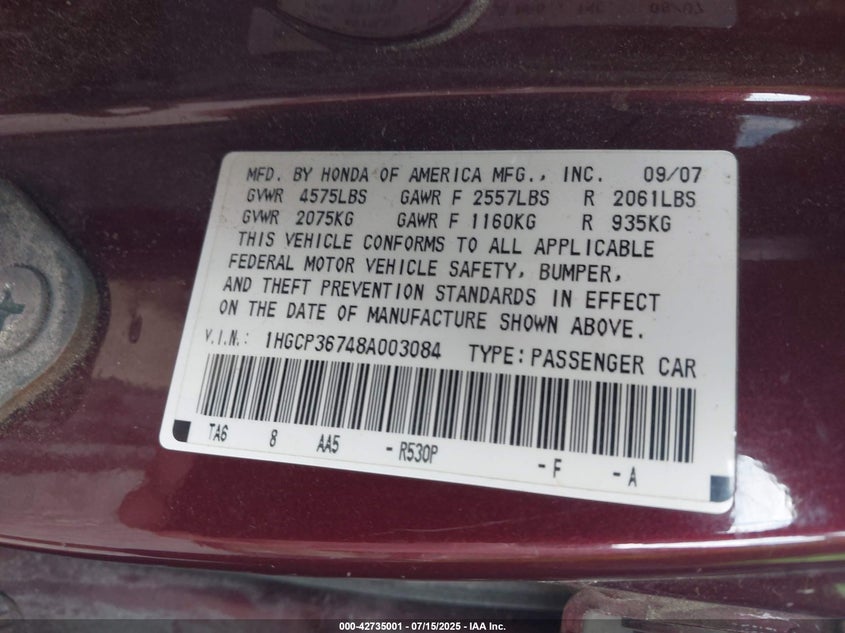 MFD. BY HONDA OF AMERICA MFG., INC. 09/07
GVWR 4575LBS GAWR F 2557LBS R 2061LBS
GVWR 2075KG GAWR F 1160KG R 935KG
THIS VEHICLE CONFORMS TO ALL APPLICABLE
FEDERAL MOTOR VEHICLE SAFETY, BUMPER,
AND THEFT PREVENTION STANDARDS IN EFFECT
ON THE DATE OF MANUFACTURE SHOWN ABOVE.
V.I.N.: 1HGCP36748A003084 TYPE:PASSENGER CAR
TA6 8 AA5 -R530P -F -A
000-42735001 - 07/15/2025 - IAA Inc.